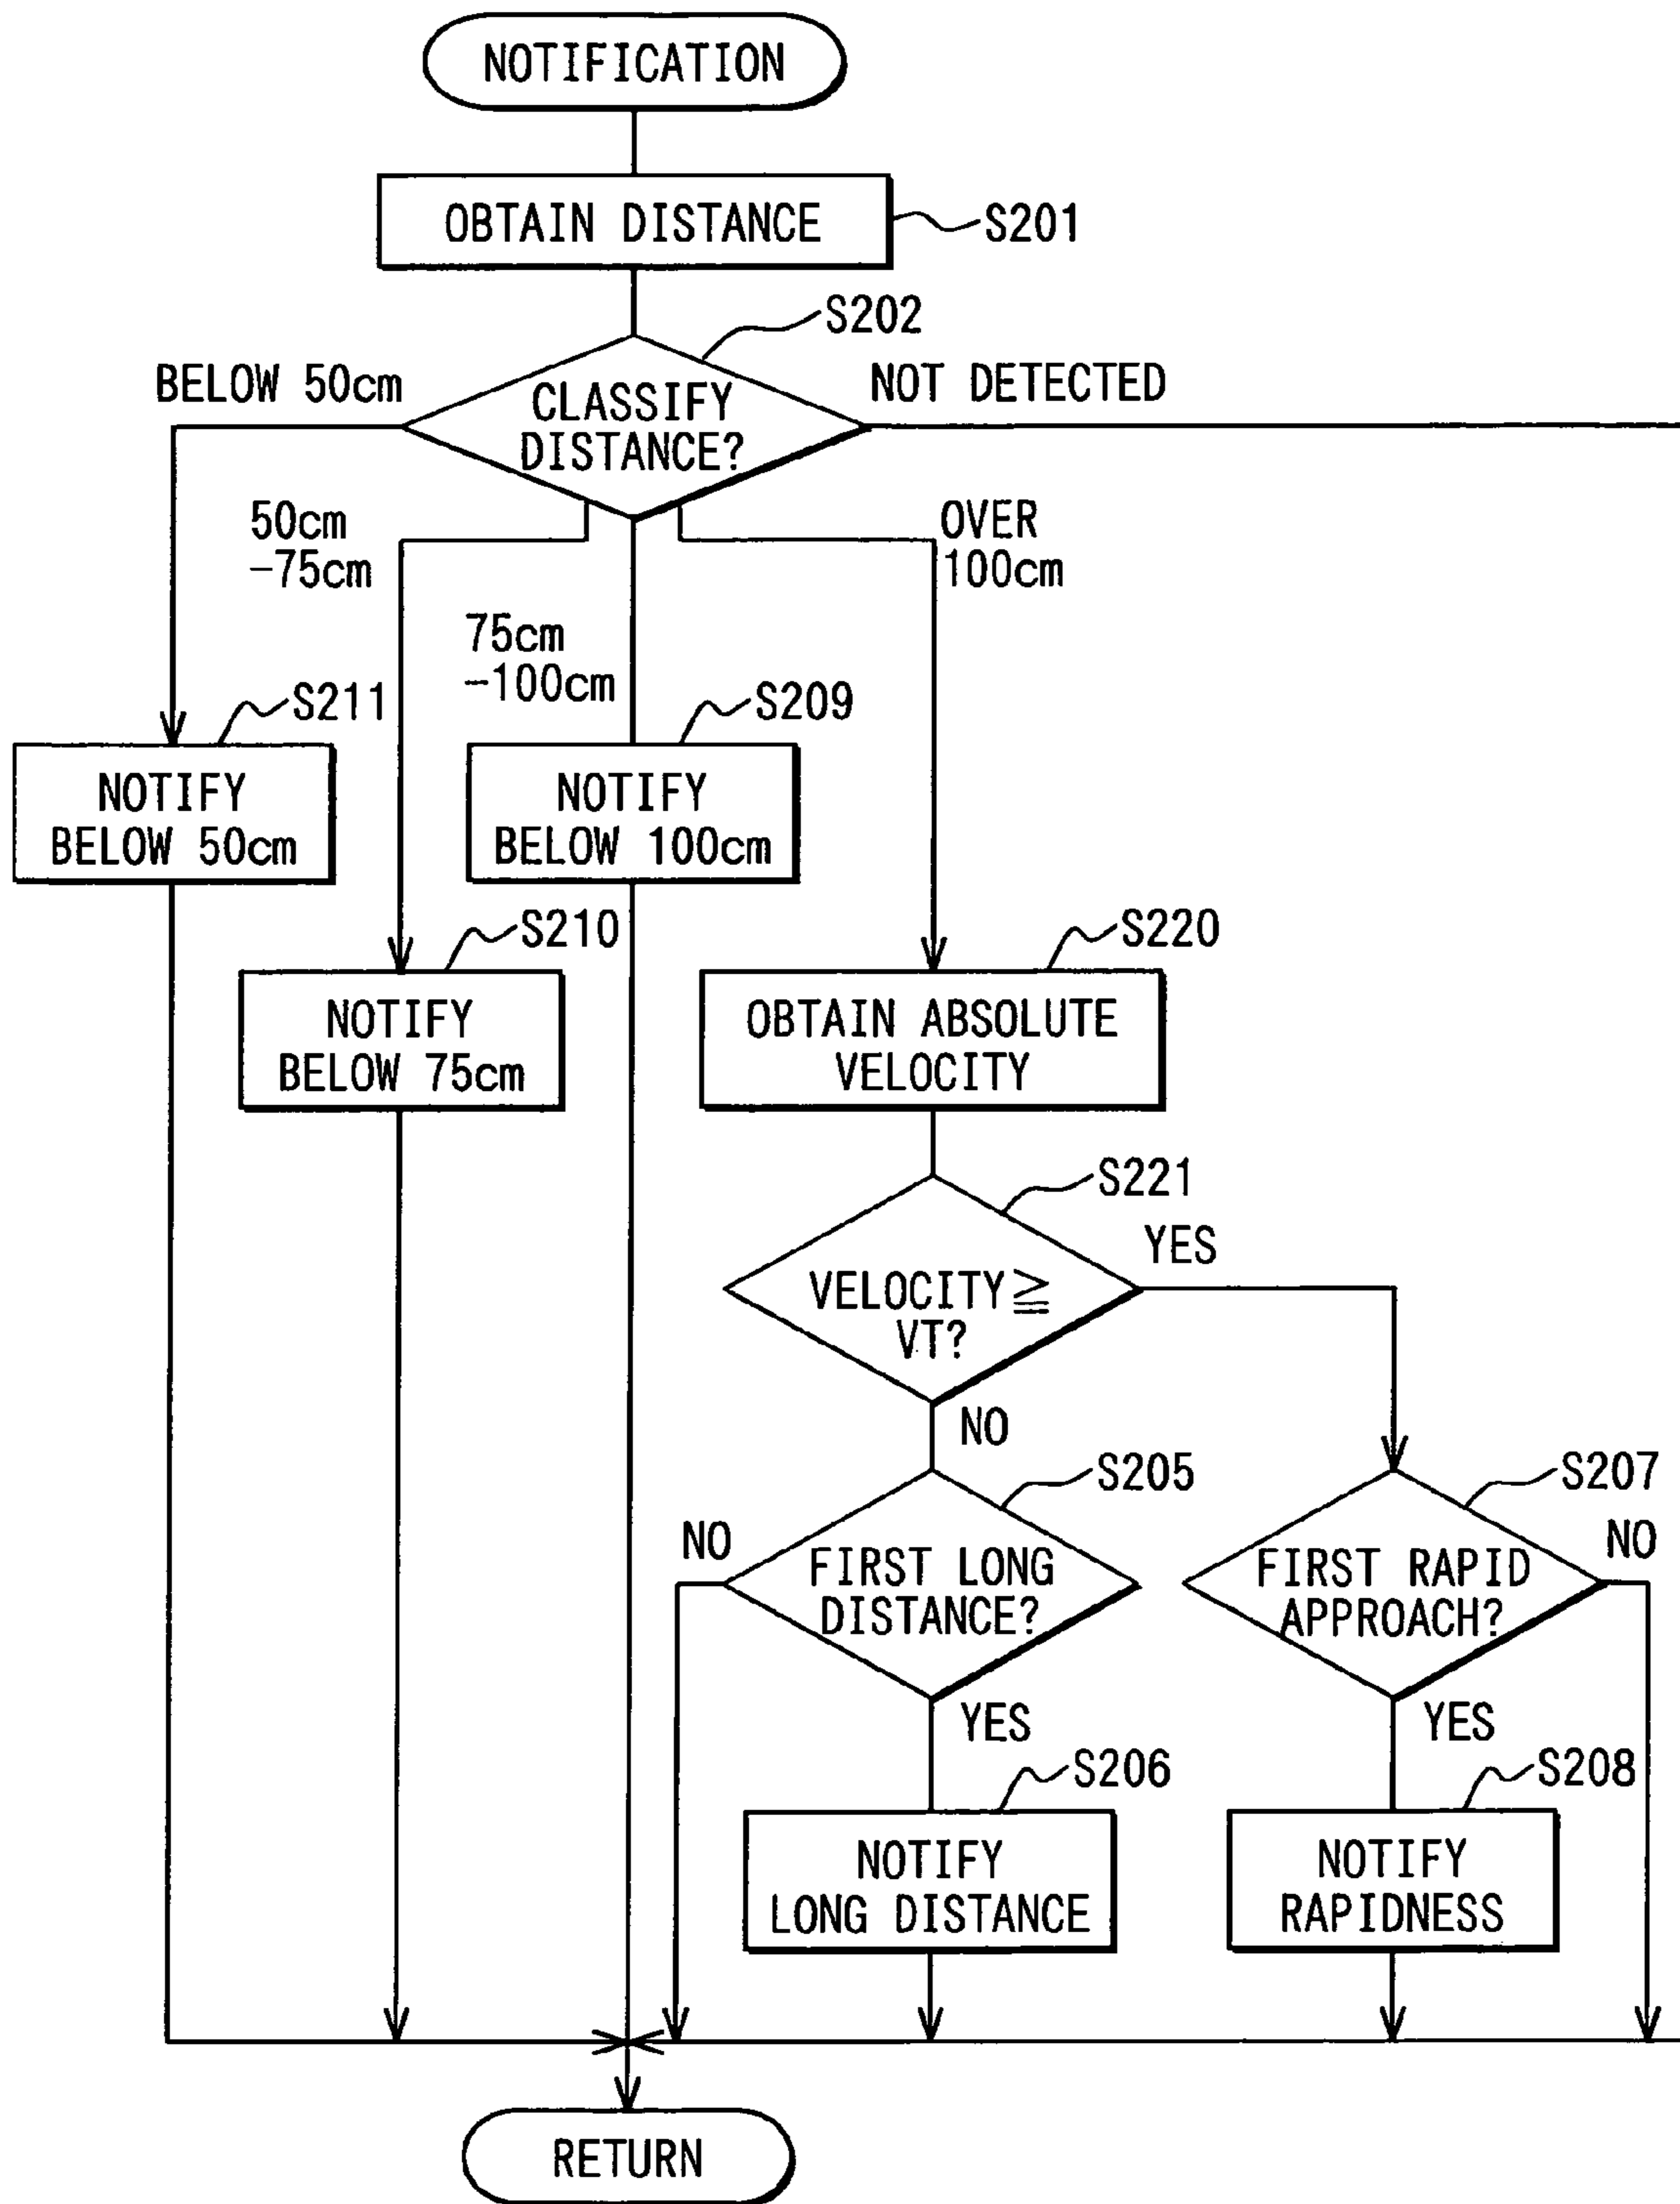 NOTIFICATION
OBTAIN DISTANCE
S201
S202
BELOW 50cm
CLASSIFY
DISTANCE?
NOT DETECTED
50cm
-75cm
75cm
-100cm
OVER
100cm
S211
NOTIFY
BELOW 50cm
S209
NOTIFY
BELOW 100cm
S210
NOTIFY
BELOW 75cm
S220
OBTAIN ABSOLUTE
VELOCITY
S221
VELOCITY≧
VT?
YES
NO
S205
FIRST LONG
DISTANCE?
NO
YES
S207
FIRST RAPID
APPROACH?
NO
YES
S206
NOTIFY
LONG DISTANCE
S208
NOTIFY
RAPIDNESS
RETURN